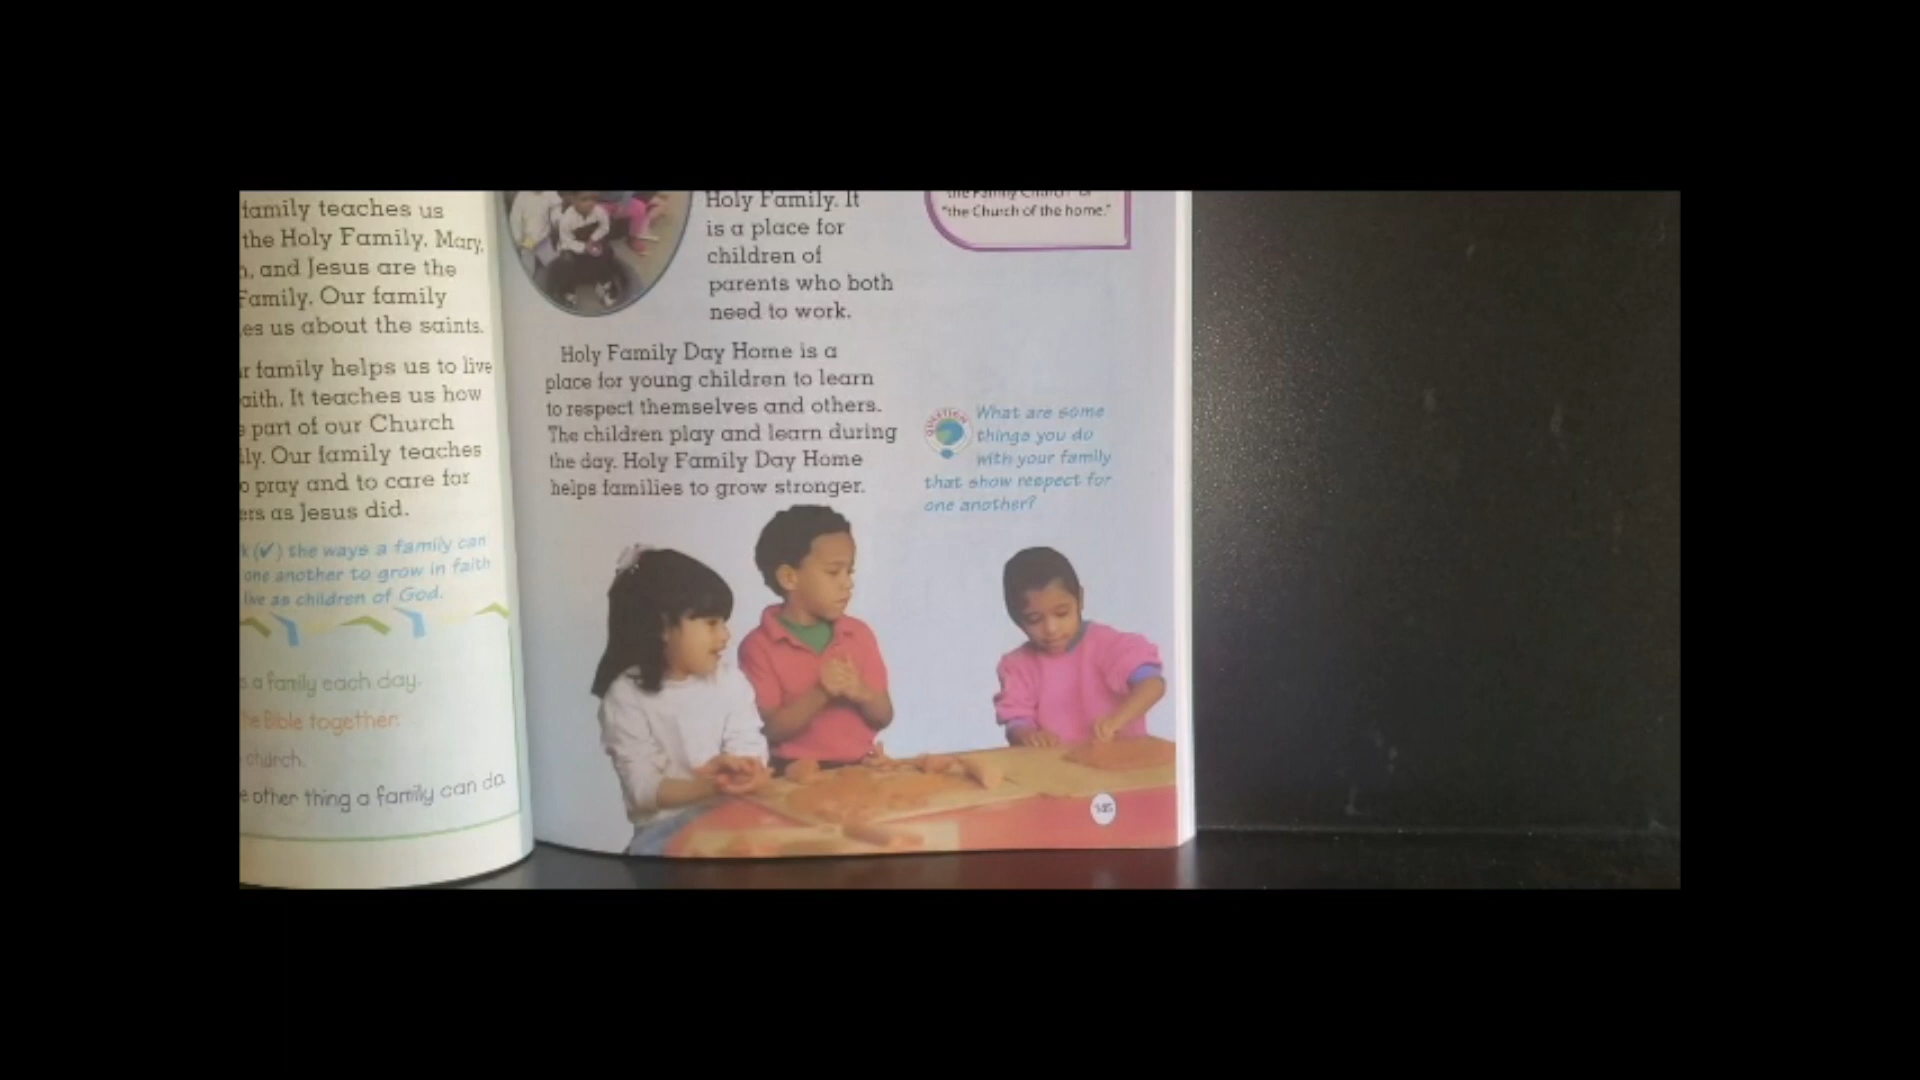 family teaches us
the Holy Family. Mary,
and Jesus are the
Family. Our family
us about the saints.
family helps us to live
It teaches us how
part of our Church
Our family teaches
pray and to care for
as Jesus did.
(✔) the ways a family can
one another to grow in faith
live as children of God.
a family each day.
the Bible together.
church.
other thing a family can do.
Holy Family. It
is a place for
children of
parents who both
need to work.
Holy Family Day Home is a
place for young children to learn
to respect themselves and others.
The children play and learn during
the day. Holy Family Day Home
helps families to grow stronger.
the Family Church" or
"the Church of the home."
QUESTION
What are some
things you do
with your family
that show respect for
one another?